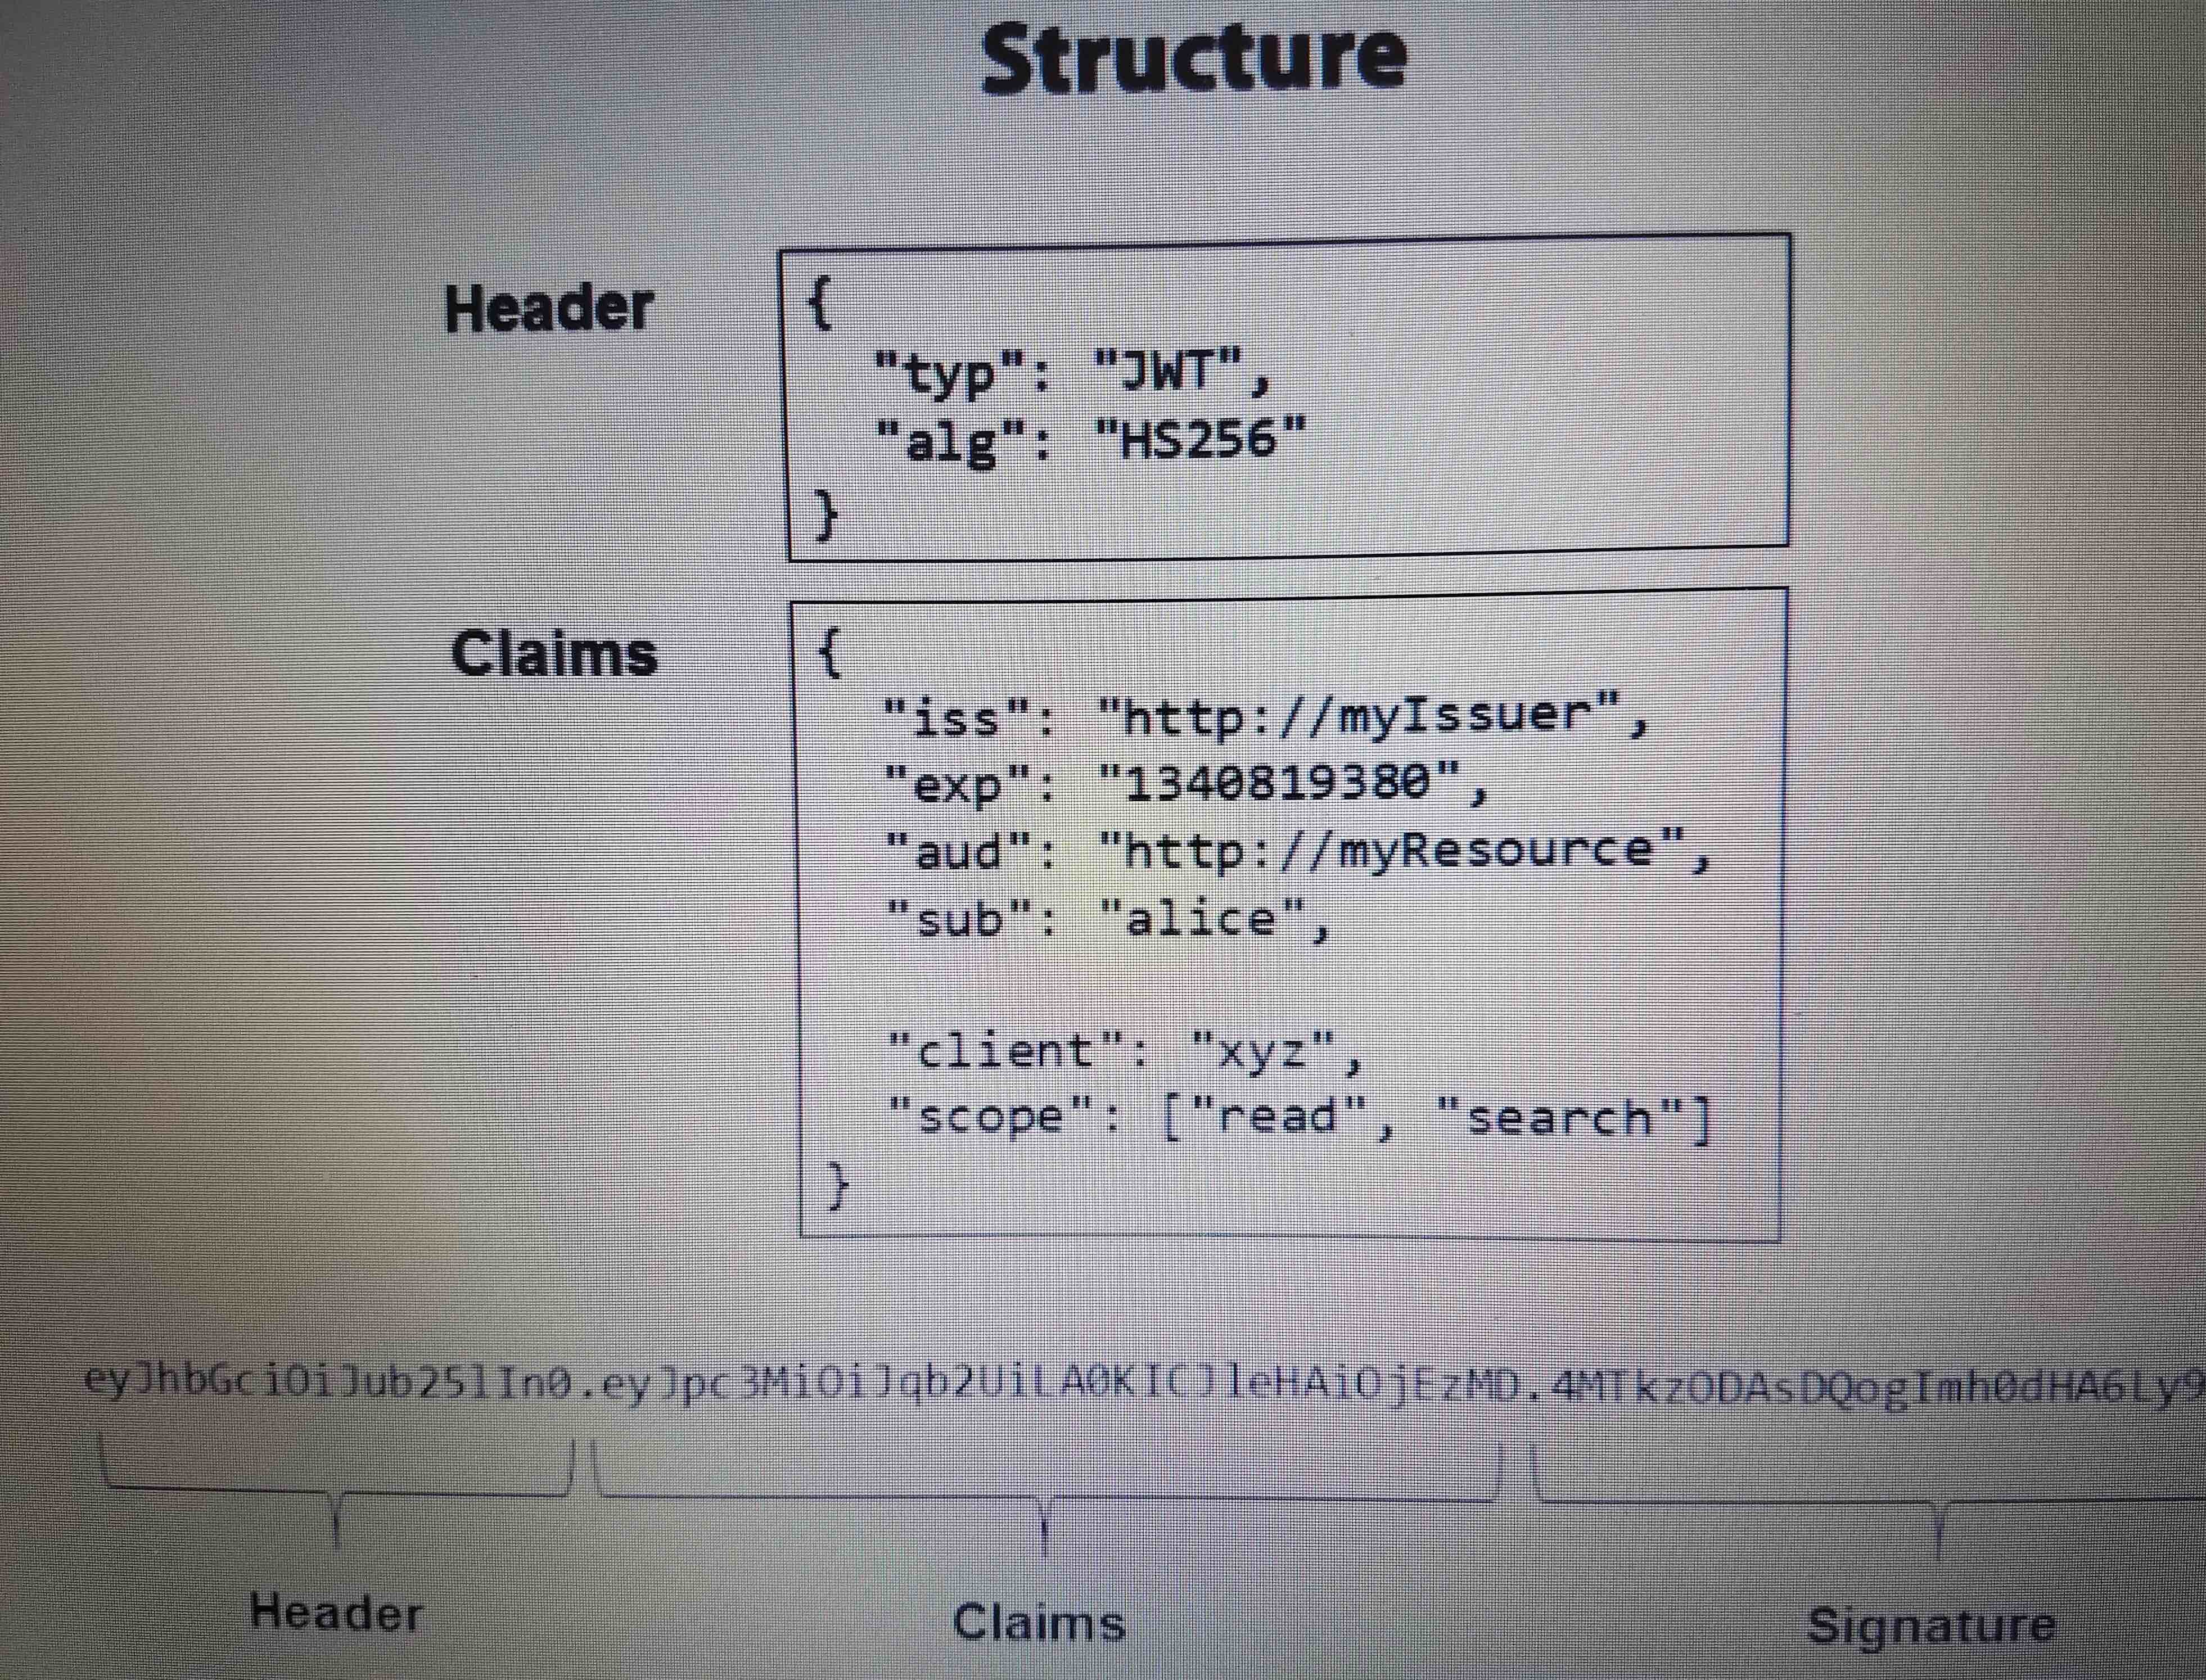 Structure
Header
{
"typ": "JWT",
"alg": "HS256"
}
Claims
{
"iss": "http://myIssuer",
"exp": "1340819380",
"aud": "http://myResource",
"sub": "alice",
"client": "xyz",
"scope": ["read", "search"]
}
eyJhbGciOiJub25lIn0.eyJpc3MiOiJqb2UiLA0KICJleHAiOjEzMD.4MTkzODAsDQogImh0dHA6Ly9
Header
Claims
Signature